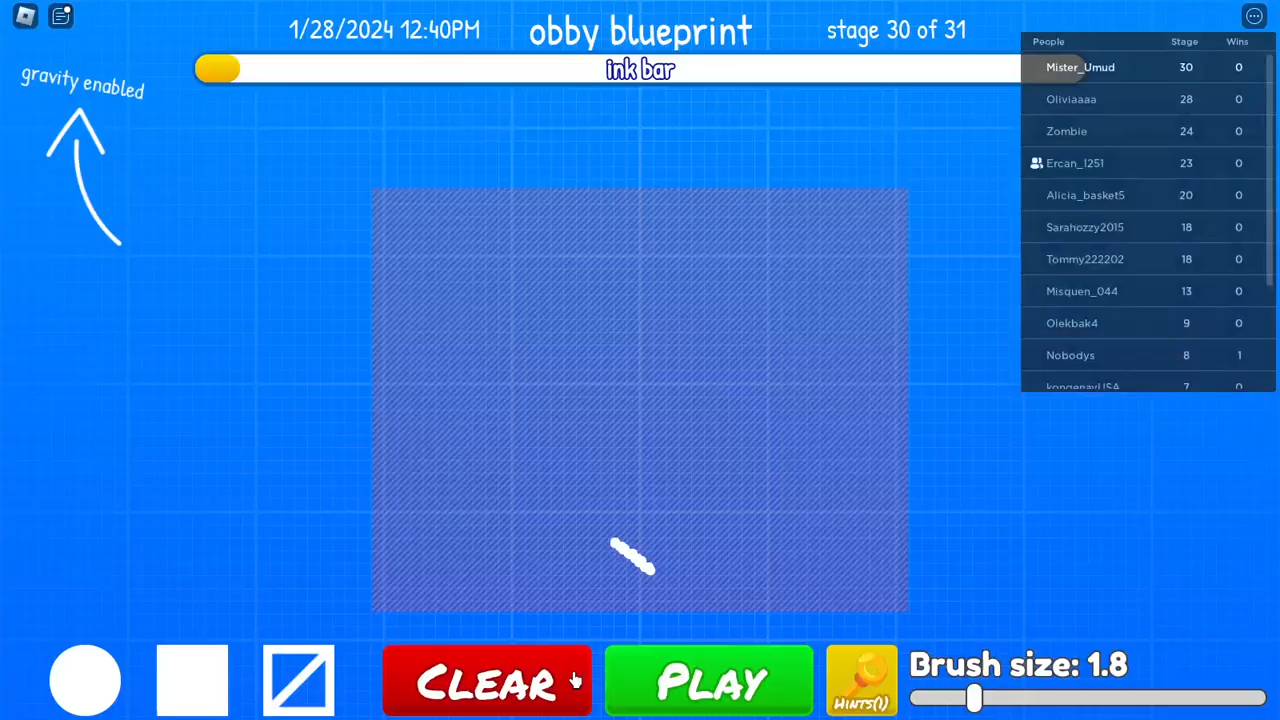 1/28/2024 12:40PM
obby blueprint
stage 30 of 31
ink bar
gravity enabled
People Stage Wins
Mister_Umud 30 0
Oliviaaaa 28 0
Zombie 24 0
Ercan_1251 23 0
Alicia_basket5 20 0
Sarahozzy2015 18 0
Tommy222202 18 0
Misquen_044 13 0
Olekbak4 9 0
Nobodys 8 1
7 0
CLEAR
PLAY
HINTS(1)
Brush size: 1.8